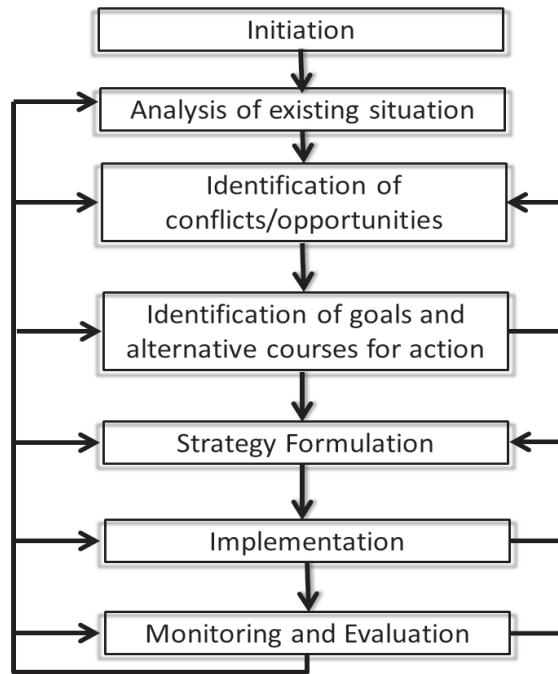 Initiation
Analysis of existing situation
Identification of
conflicts/opportunities
Identification of goals and
alternative courses for action
Strategy Formulation
Implementation
Monitoring and Evaluation